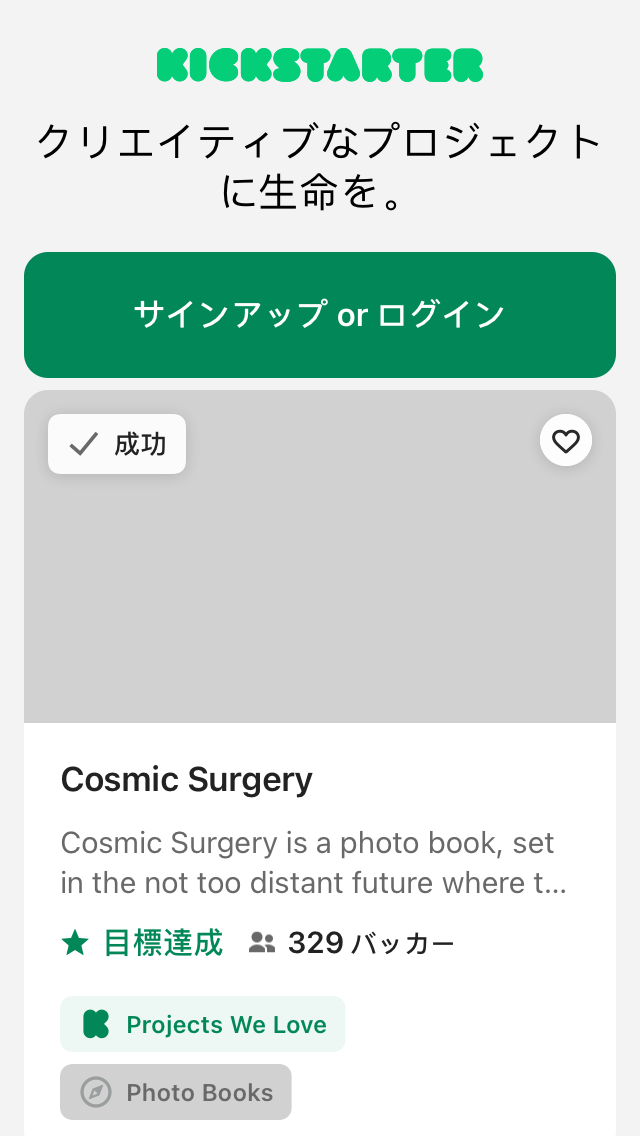 KICKSTARTER
クリエイティブなプロジェクト
に生命を。
サインアップ or ログイン
成功
Cosmic Surgery
Cosmic Surgery is a photo book, set
in the not too distant future where t...
目標達成 329 バッカー
Projects We Love
Photo Books